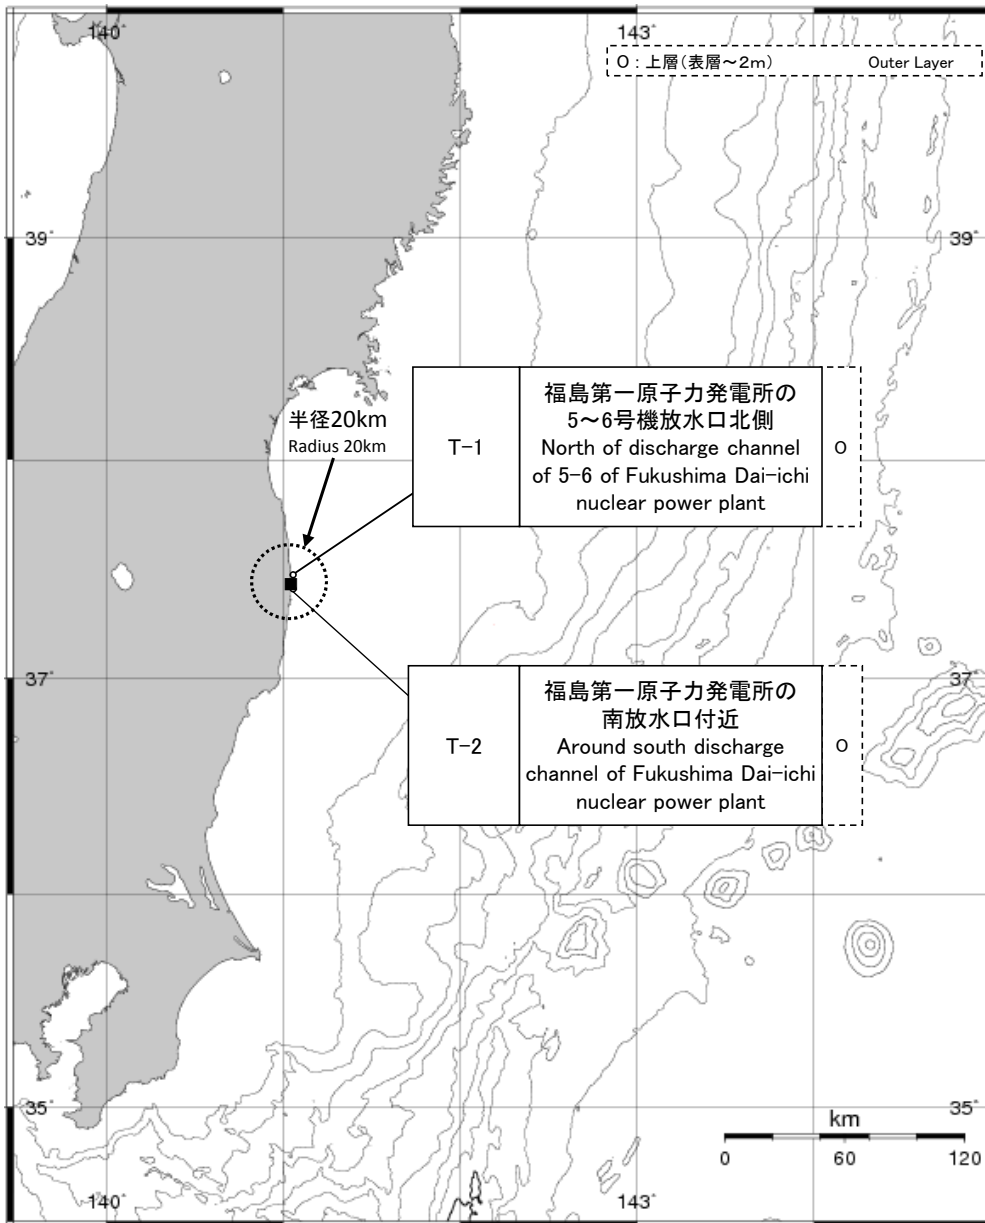 140°
143°
O : 上層(表層～2m) Outer Layer
39°
39°
半径20km
Radius 20km
T-1
福島第一原子力発電所の
5～6号機放水口北側
North of discharge channel
of 5-6 of Fukushima Dai-ichi
nuclear power plant
O
37°
37°
T-2
福島第一原子力発電所の
南放水口付近
Around south discharge
channel of Fukushima Dai-ichi
nuclear power plant
O
35°
35°
km
0 60 120
140°
143°